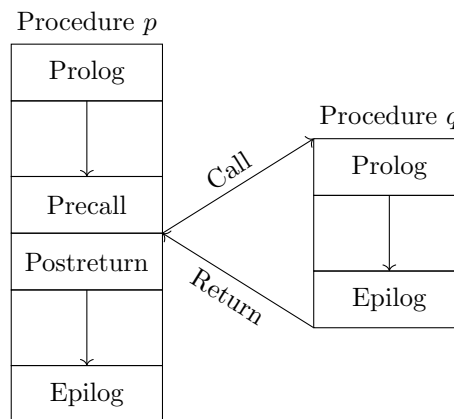 Procedure p
Prolog
Precall
Postreturn
Epilog
Call
Return
Procedure q
Prolog
Epilog